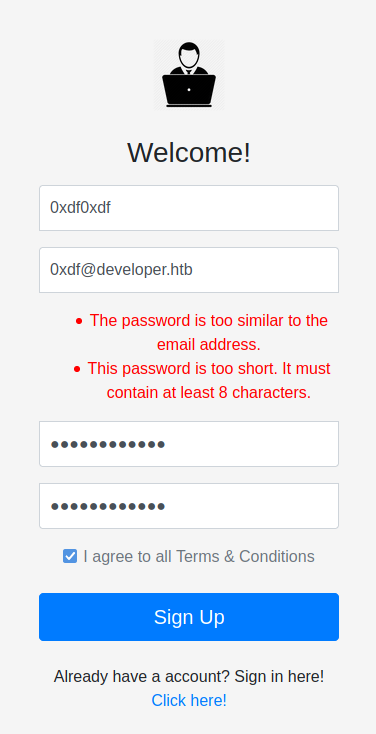 Welcome!
0xdf0xdf
0xdf@developer.htb
• The password is too similar to the
email address.
• This password is too short. It must
contain at least 8 characters.
●●●●●●●●●●●●
●●●●●●●●●●●●
I agree to all Terms & Conditions
Sign Up
Already have a account? Sign in here!
Click here!